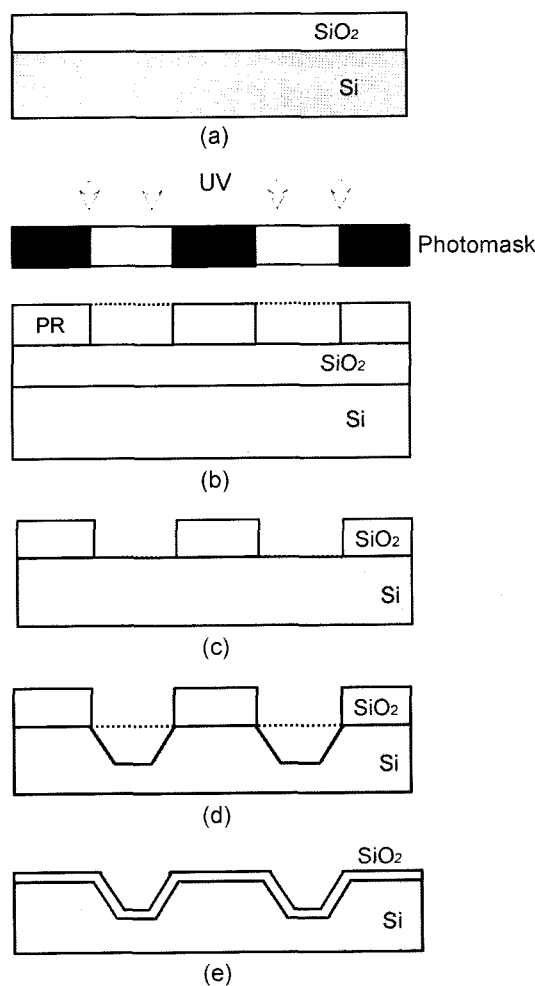 SiO₂
Si
(a)
UV
Photomask
PR
SiO₂
Si
(b)
SiO₂
Si
(c)
SiO₂
Si
(d)
SiO₂
Si
(e)